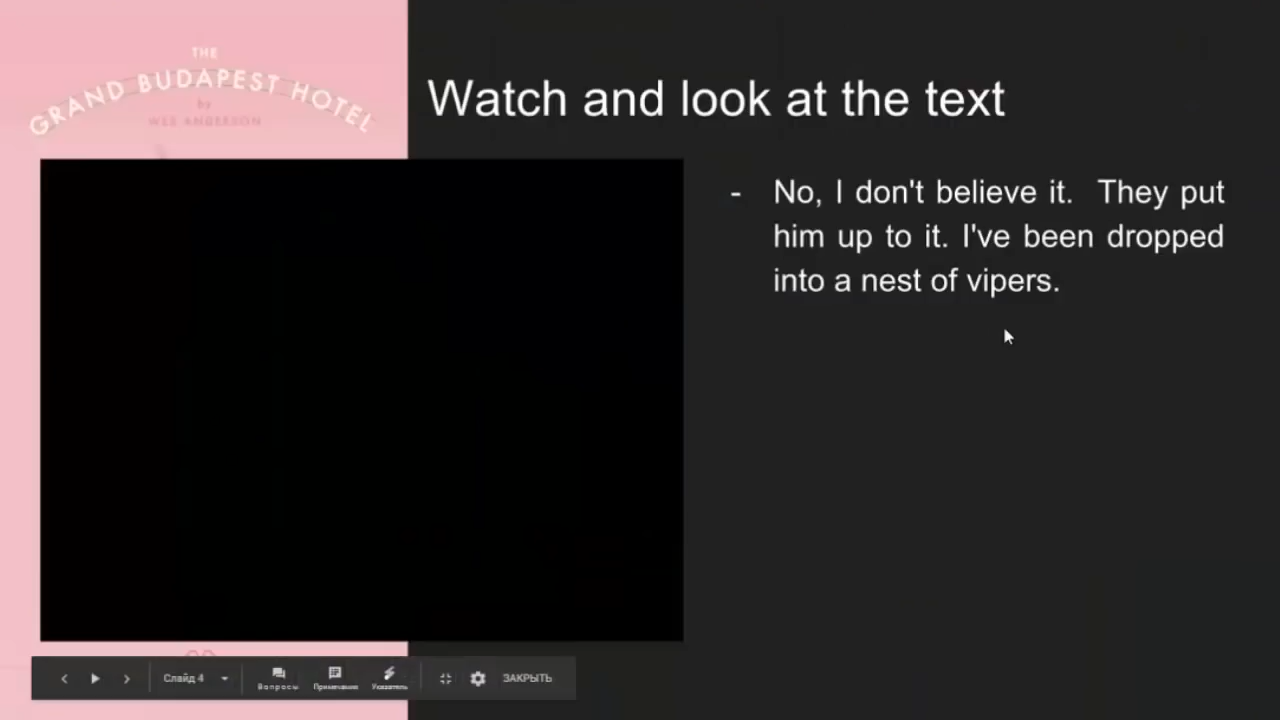 THE
GRAND BUDAPEST HOTEL
by
WES ANDERSON
Watch and look at the text
- No, I don't believe it. They put
him up to it. I've been dropped
into a nest of vipers.
Слайд 4
Вопросы
Примечания
Указатель
ЗАКРЫТЬ